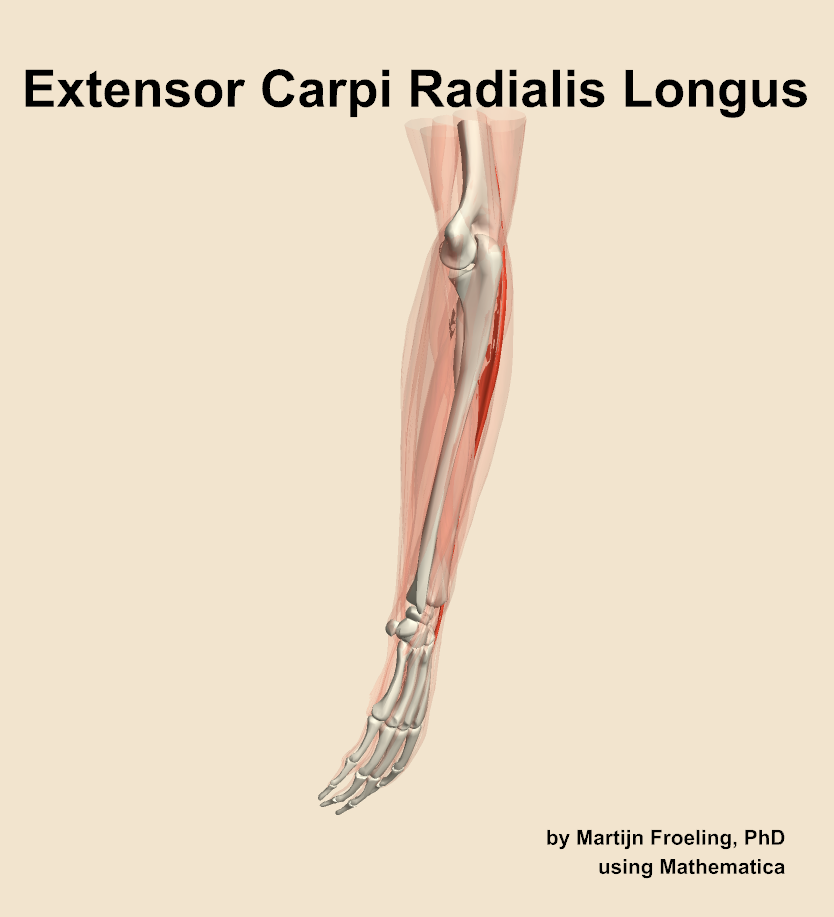 Extensor Carpi Radialis Longus
by Martijn Froeling, PhD
using Mathematica